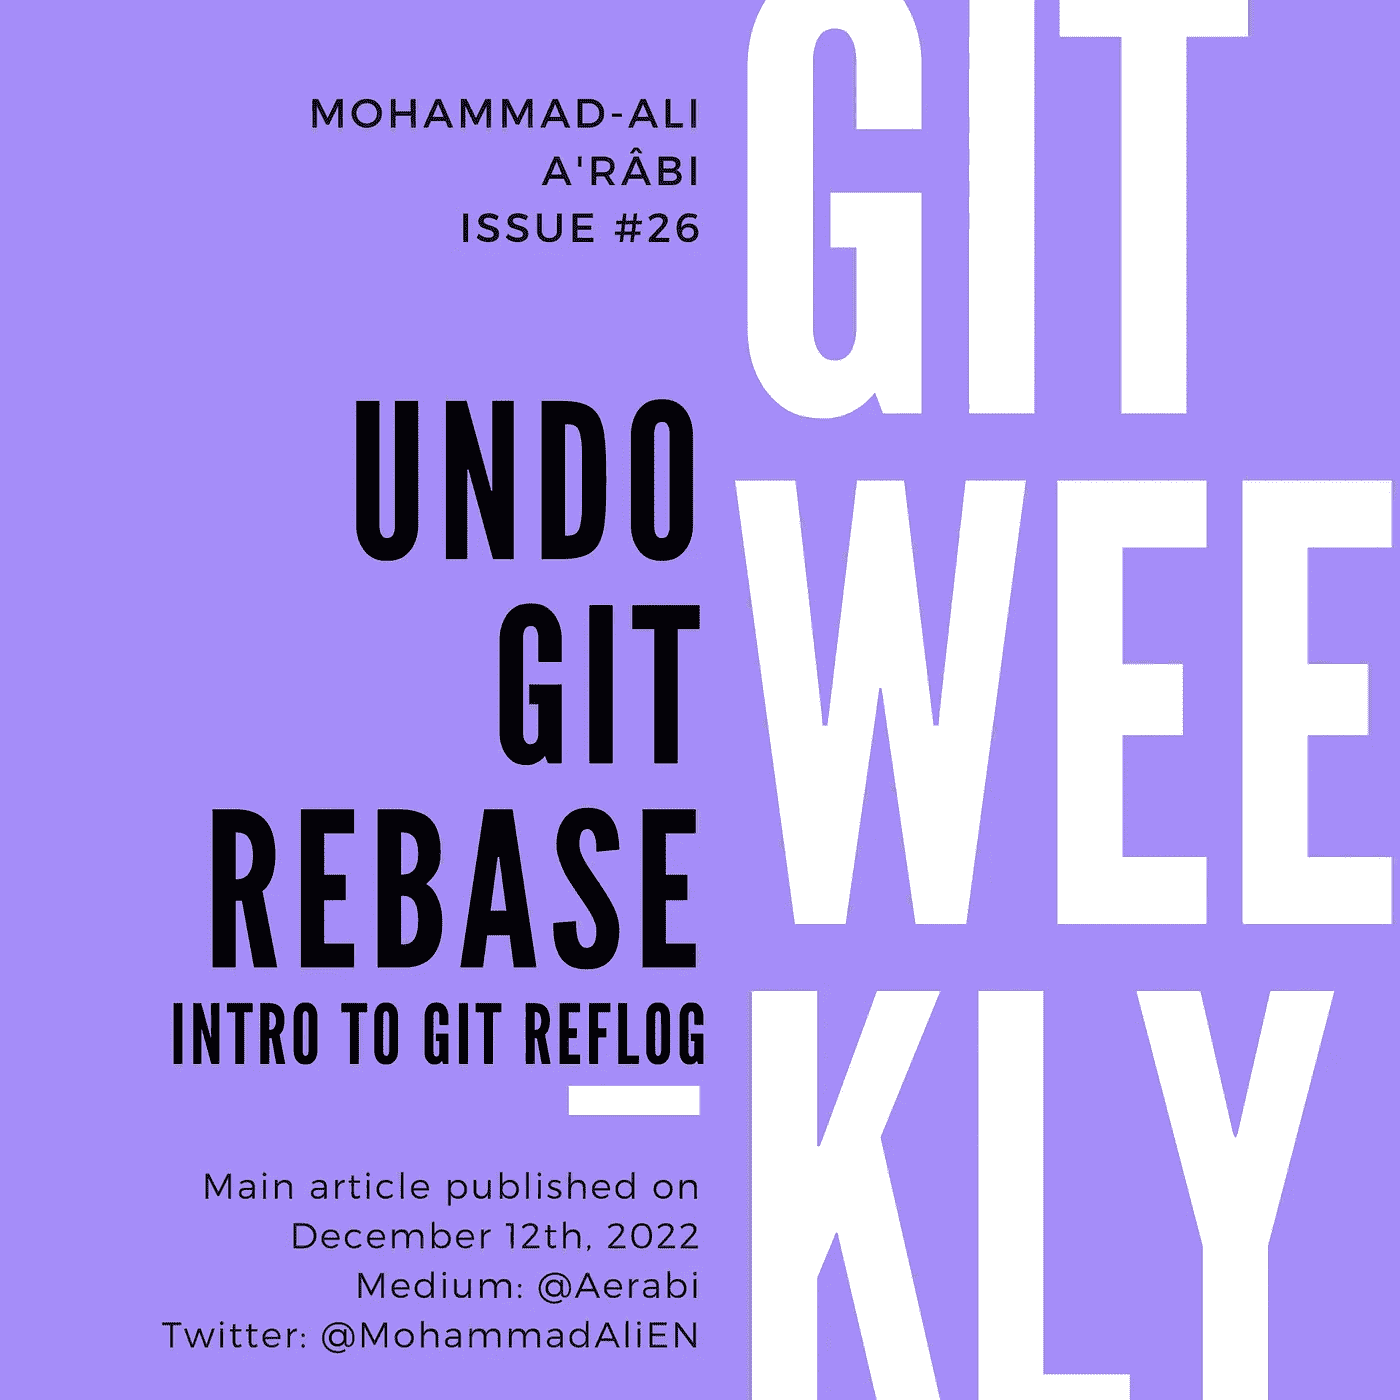 MOHAMMAD-ALI
A'RÂBI
ISSUE #26
UNDO
GIT
REBASE
INTRO TO GIT REFLOG
Main article published on
December 12th, 2022
Medium: @Aerabi
Twitter: @MohammadAliEN
GIT
WEE
KLY